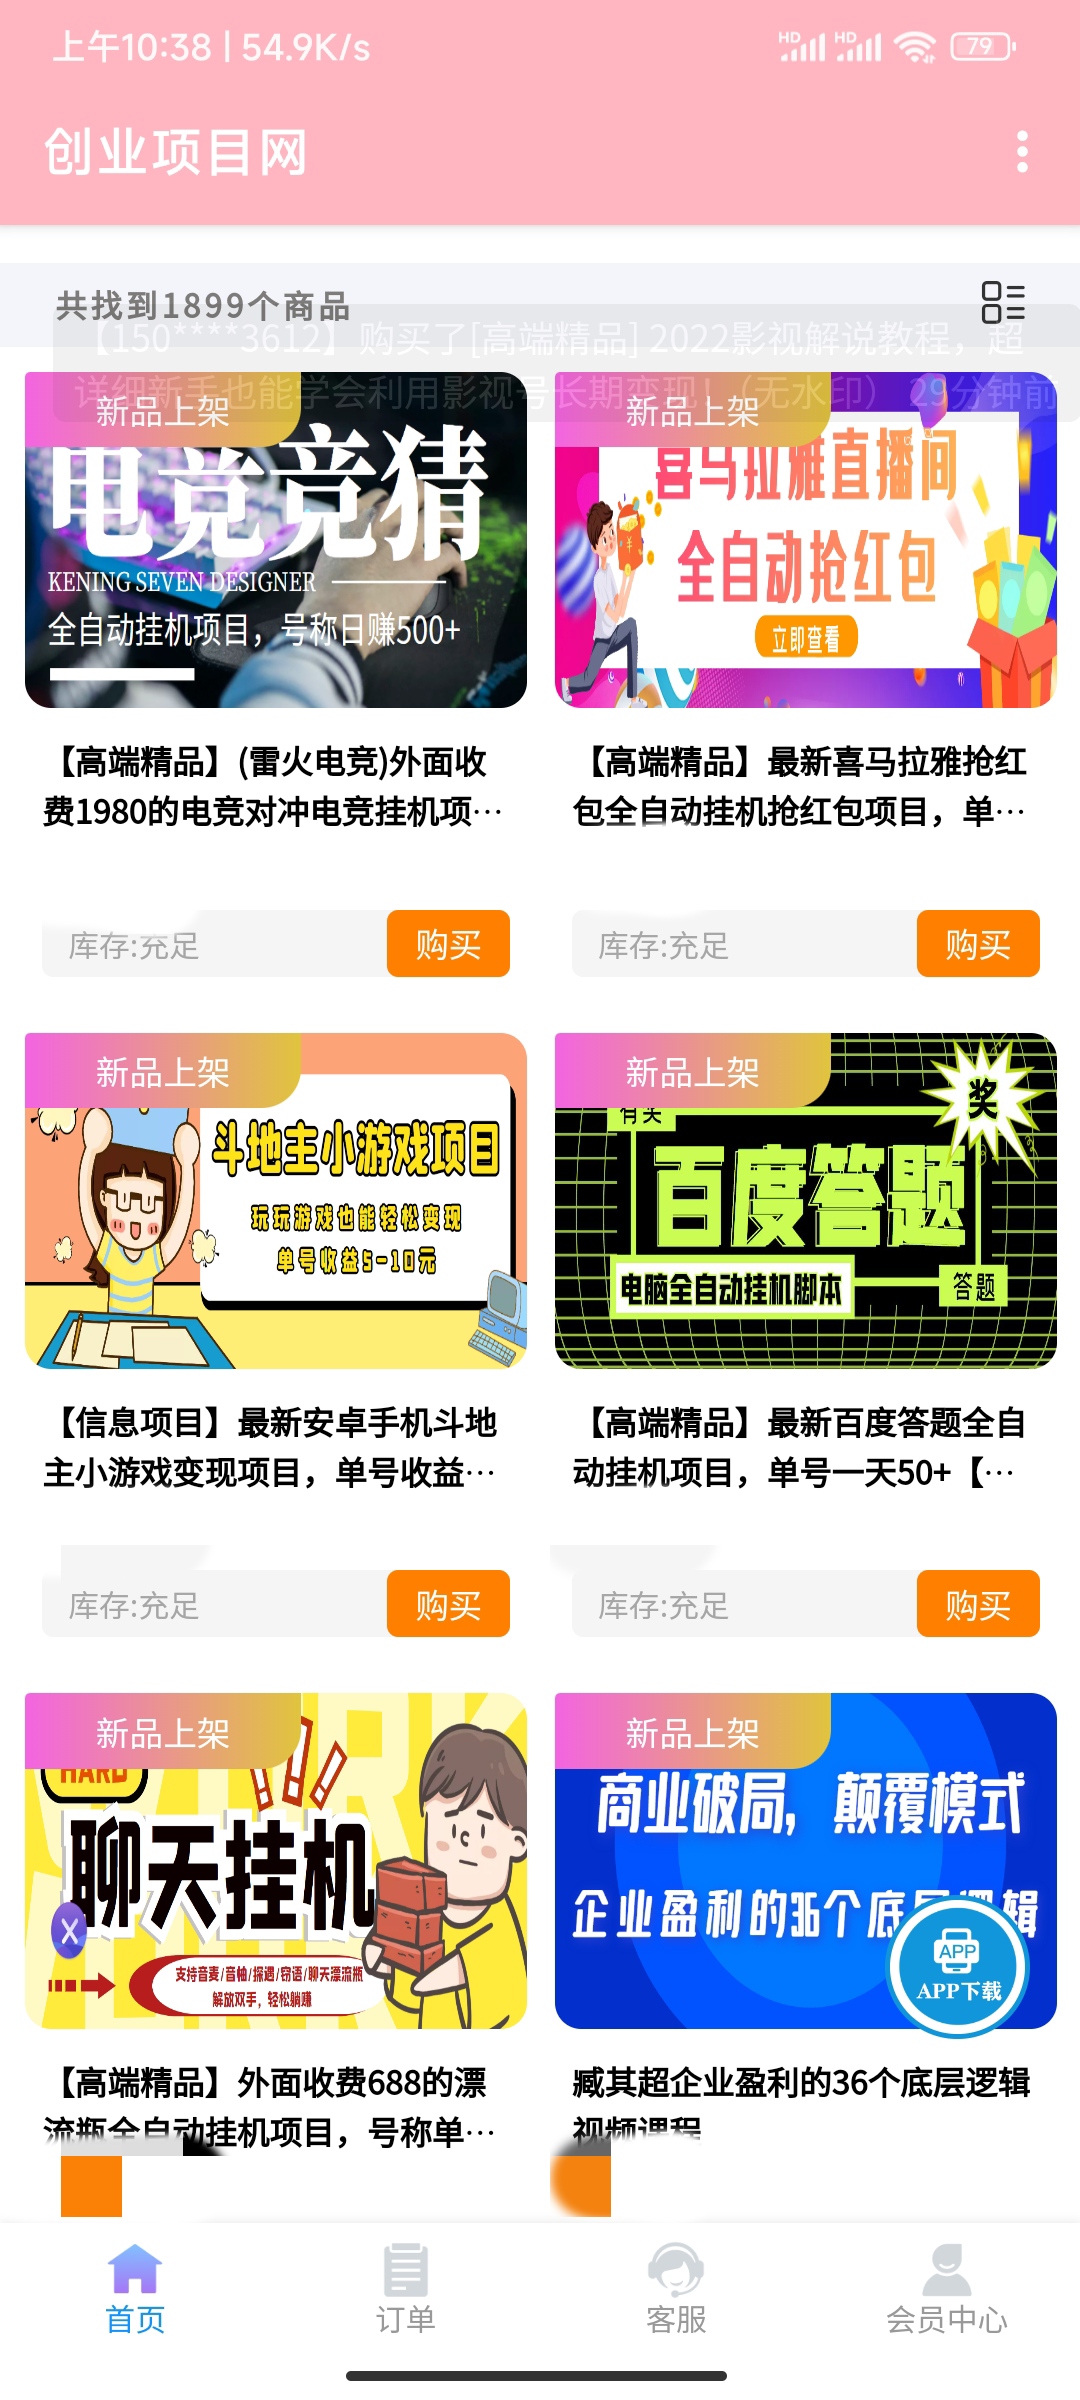 上午10:38 | 54.9K/s
HD HD 79
创业项目网
共找到1899个商品
【150****3612】购买了[高端精品] 2022影视解说教程，超
详细新手也能学会利用影视号长期变现！（无水印） 29分钟前
新品上架
电竞竞猜
KENING SEVEN DESIGNER
全自动挂机项目，号称日赚500+
【高端精品】(雷火电竞)外面收
费1980的电竞对冲电竞挂机项…
库存:充足
购买
新品上架
喜马拉雅直播间
全自动抢红包
立即查看
【高端精品】最新喜马拉雅抢红
包全自动挂机抢红包项目，单…
库存:充足
购买
新品上架
斗地主小游戏项目
玩玩游戏也能轻松变现
单号收益5-10元
【信息项目】最新安卓手机斗地
主小游戏变现项目，单号收益…
库存:充足
购买
新品上架
有奖
奖
百度答题
电脑全自动挂机脚本
答题
【高端精品】最新百度答题全自
动挂机项目，单号一天50+【…
库存:充足
购买
新品上架
HARD
聊天挂机
X
支持音麦/音柚/探遇/窃语/聊天漂流瓶
解放双手，轻松躺赚
【高端精品】外面收费688的漂
流瓶全自动挂机项目，号称单…
新品上架
商业破局，颠覆模式
企业盈利的36个底层逻辑
APP
APP下载
臧其超企业盈利的36个底层逻辑
视频课程
首页
订单
客服
会员中心